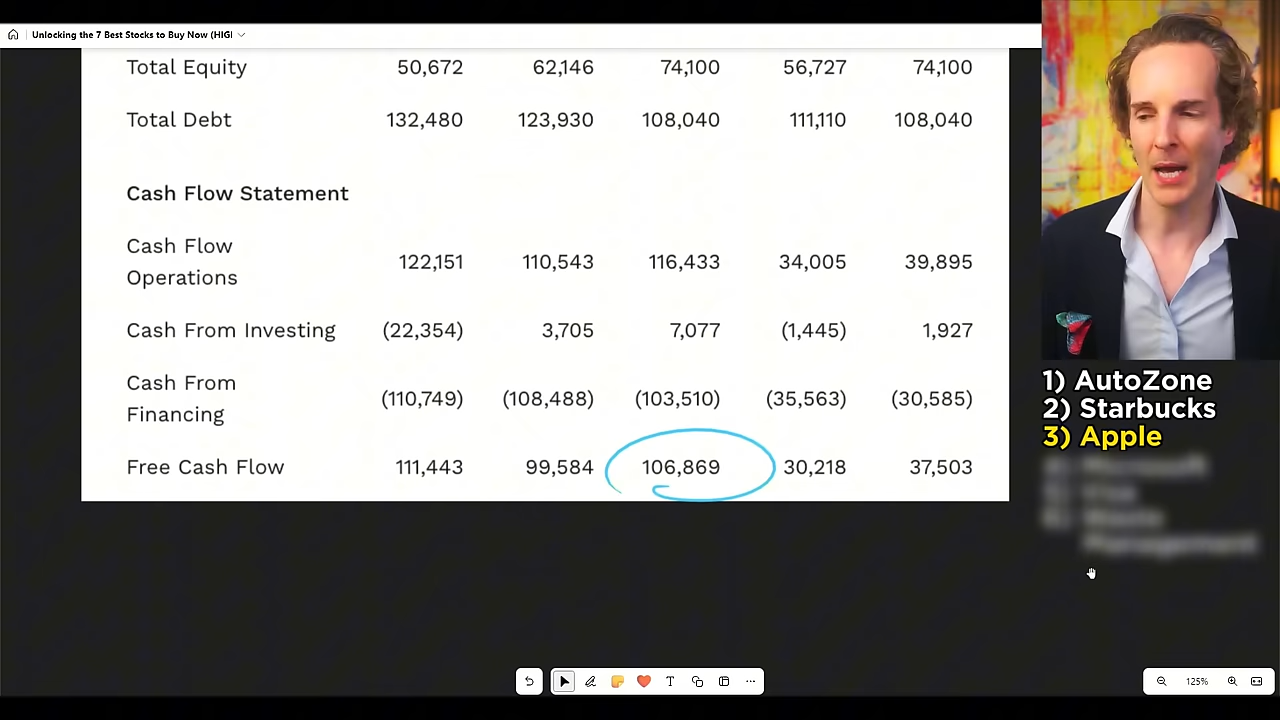 Unlocking the 7 Best Stocks to Buy Now (HIGI
Total Equity 50,672 62,146 74,100 56,727 74,100
Total Debt 132,480 123,930 108,040 111,110 108,040
Cash Flow Statement
Cash Flow
Operations 122,151 110,543 116,433 34,005 39,895
Cash From Investing (22,354) 3,705 7,077 (1,445) 1,927
Cash From
Financing (110,749) (108,488) (103,510) (35,563) (30,585)
Free Cash Flow 111,443 99,584 106,869 30,218 37,503
1) AutoZone
2) Starbucks
3) Apple
T
125%